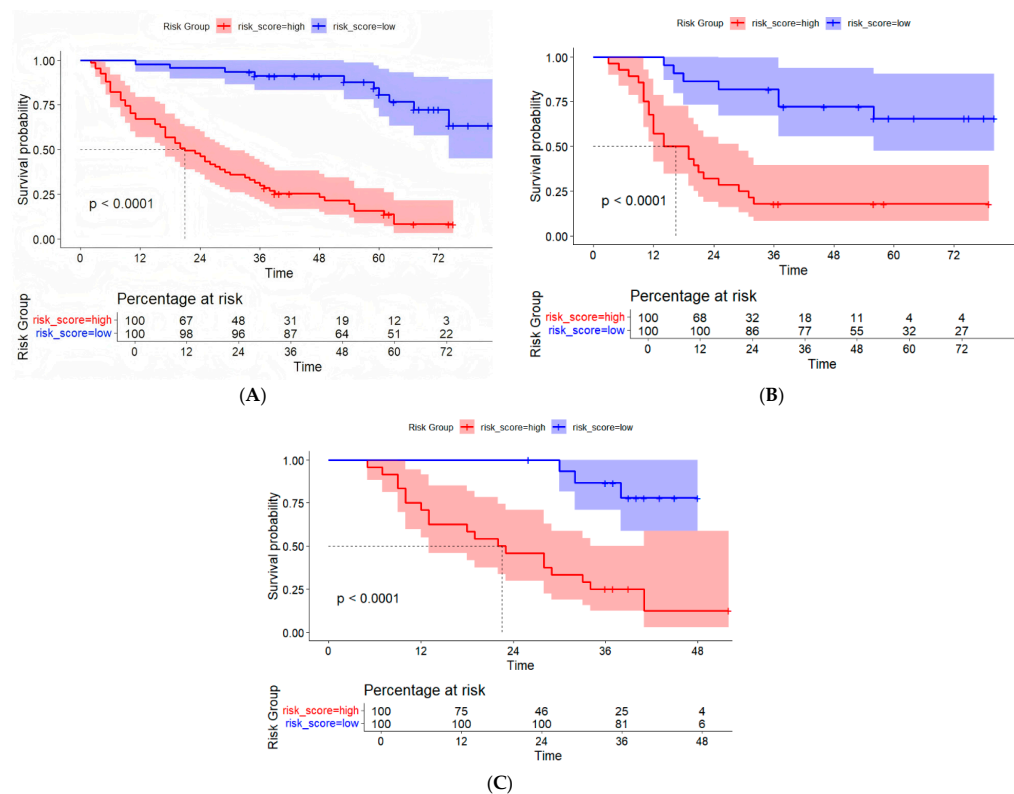 Risk Group risk_score=high risk_score=low
Survival probability
1.00
0.75
0.50
0.25
0.00
p < 0.0001
0 12 24 36 48 60 72
Time
Percentage at risk
Risk Group
risk_score=high 100 67 48 31 19 12 3
risk_score=low 100 98 96 87 64 51 22
0 12 24 36 48 60 72
Time
(A)
Risk Group risk_score=high risk_score=low
Survival probability
1.00
0.75
0.50
0.25
0.00
p < 0.0001
0 12 24 36 48 60 72
Time
Percentage at risk
Risk Group
risk_score=high 100 68 32 18 11 4 4
risk_score=low 100 100 86 77 55 32 27
0 12 24 36 48 60 72
Time
(B)
Risk Group risk_score=high risk_score=low
Survival probability
1.00
0.75
0.50
0.25
0.00
p < 0.0001
0 12 24 36 48
Time
Percentage at risk
Risk Group
risk_score=high 100 75 46 25 4
risk_score=low 100 100 100 81 6
0 12 24 36 48
Time
(C)